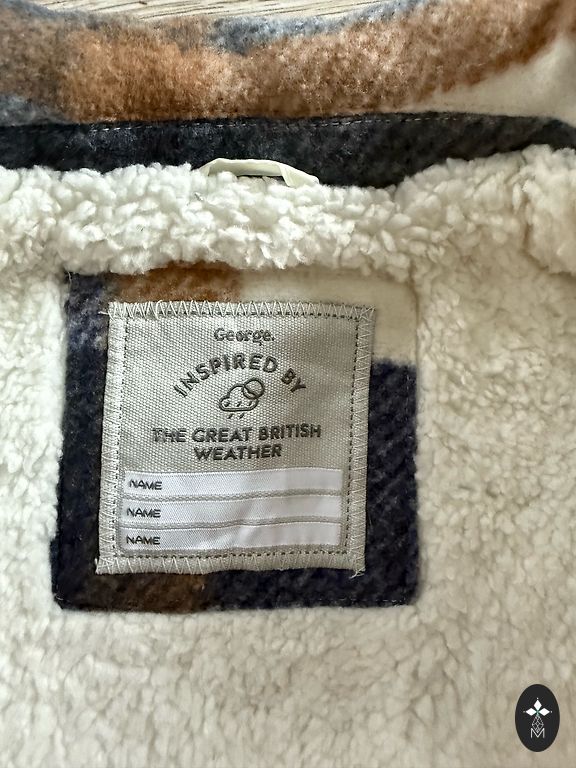 George.
INSPIRED BY
THE GREAT BRITISH
WEATHER
NAME
NAME
NAME
M